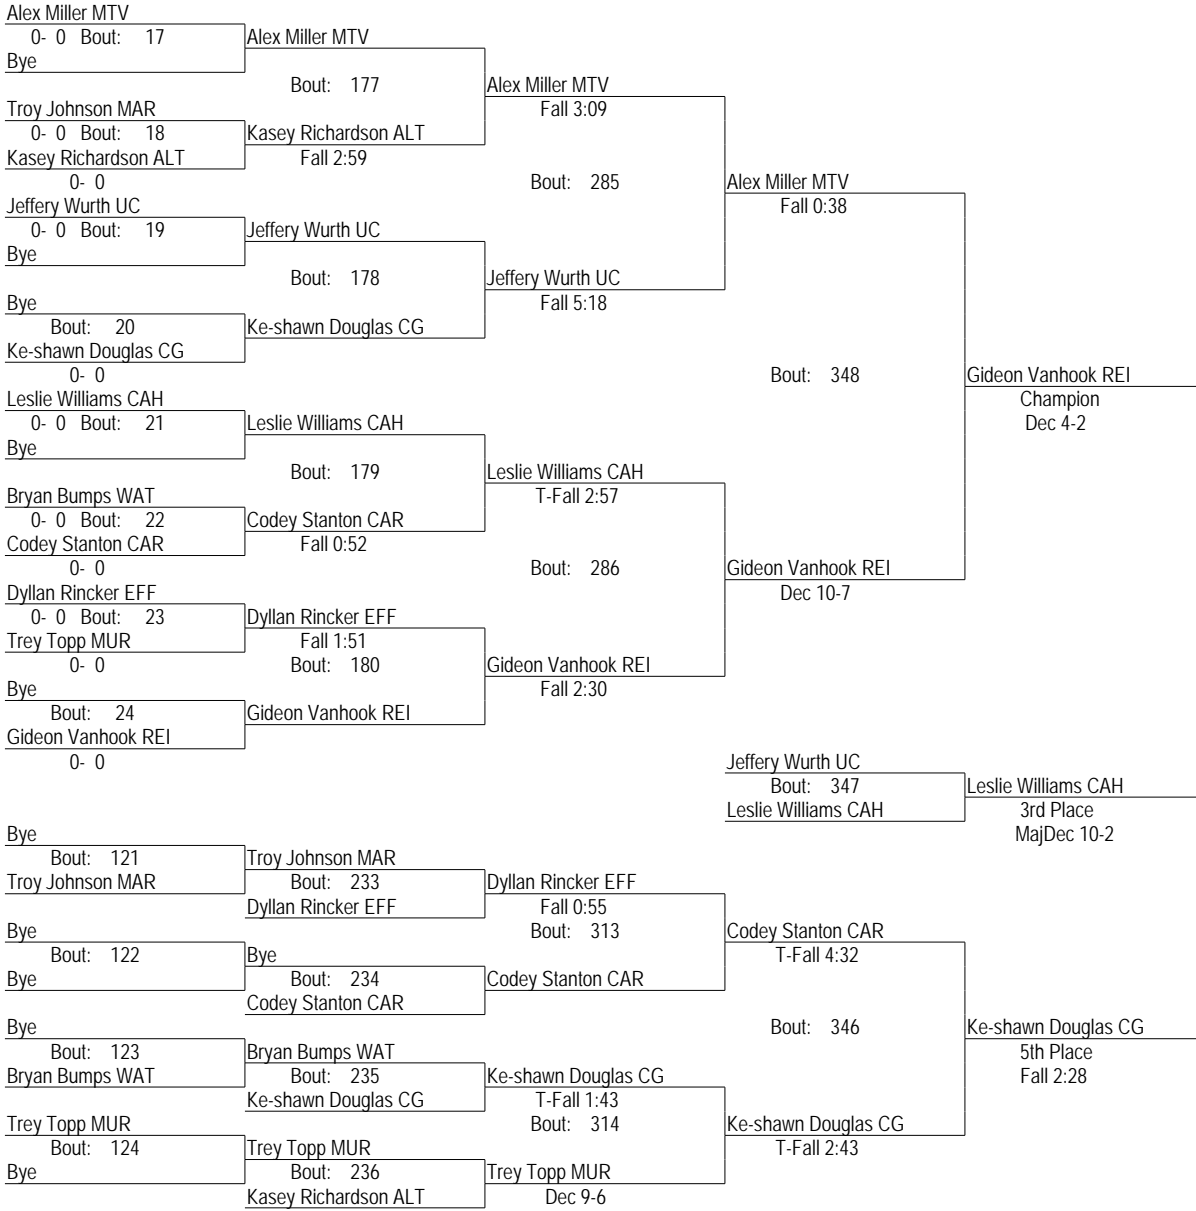 Alex Miller MTV
0- 0 Bout: 17 Alex Miller MTV
Bye
Bout: 177 Alex Miller MTV
Troy Johnson MAR Fall 3:09
0- 0 Bout: 18 Kasey Richardson ALT
Kasey Richardson ALT Fall 2:59
0- 0 Bout: 285 Alex Miller MTV
Jeffery Wurth UC Fall 0:38
0- 0 Bout: 19 Jeffery Wurth UC
Bye
Bout: 178 Jeffery Wurth UC
Bye Fall 5:18
Bout: 20 Ke-shawn Douglas CG
Ke-shawn Douglas CG
0- 0 Bout: 348 Gideon Vanhook REI
Leslie Williams CAH Champion
0- 0 Bout: 21 Leslie Williams CAH Dec 4-2
Bye
Bout: 179 Leslie Williams CAH
Bryan Bumps WAT T-Fall 2:57
0- 0 Bout: 22 Codey Stanton CAR
Codey Stanton CAR Fall 0:52
0- 0 Bout: 286 Gideon Vanhook REI
Dyllan Rincker EFF Dec 10-7
0- 0 Bout: 23 Dyllan Rincker EFF
Trey Topp MUR Fall 1:51
0- 0 Bout: 180 Gideon Vanhook REI
Bye Fall 2:30
Bout: 24 Gideon Vanhook REI
Gideon Vanhook REI
0- 0 Jeffery Wurth UC
Bout: 347 Leslie Williams CAH
Leslie Williams CAH 3rd Place
Bye MajDec 10-2
Bout: 121 Troy Johnson MAR
Troy Johnson MAR Bout: 233 Dyllan Rincker EFF
Dyllan Rincker EFF Fall 0:55
Bye Bout: 313 Codey Stanton CAR
Bout: 122 Bye T-Fall 4:32
Bye Bout: 234 Codey Stanton CAR
Codey Stanton CAR
Bye Bout: 346 Ke-shawn Douglas CG
Bout: 123 Bryan Bumps WAT 5th Place
Bryan Bumps WAT Bout: 235 Ke-shawn Douglas CG Fall 2:28
Ke-shawn Douglas CG T-Fall 1:43
Trey Topp MUR Bout: 314 Ke-shawn Douglas CG
Bout: 124 Trey Topp MUR T-Fall 2:43
Bye Bout: 236 Trey Topp MUR
Kasey Richardson ALT Dec 9-6